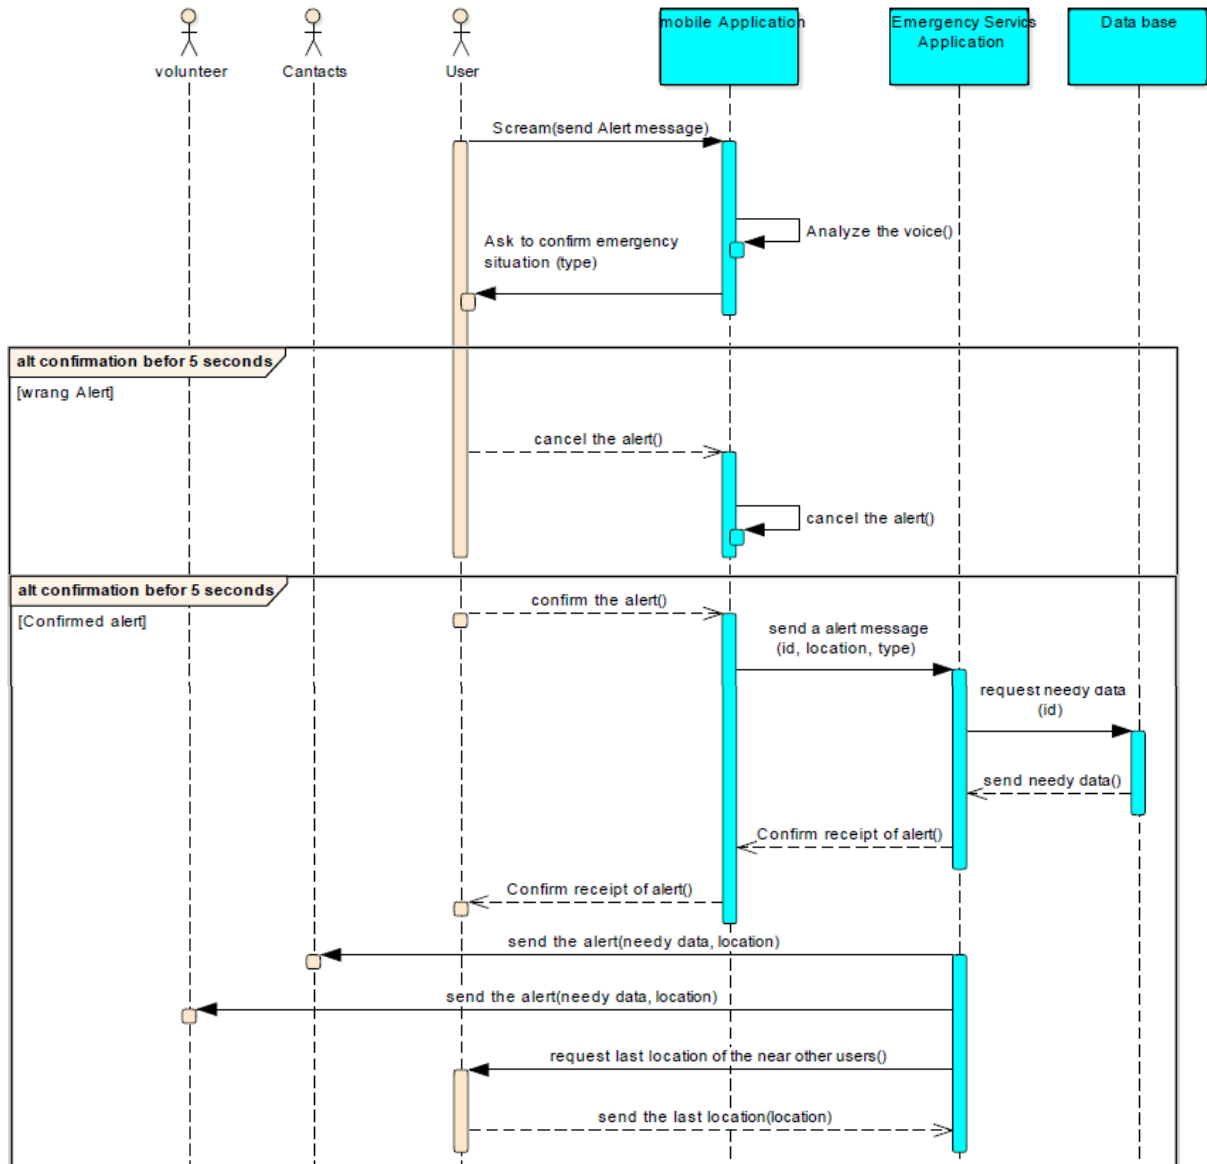 volunteer
Cantacts
User
mobile Application
Emergency Servics
Application
Data base
Scream(send Alert message)
Analyze the voice()
Ask to confirm emergency
situation (type)
alt confirmation befor 5 seconds
[wrang Alert]
cancel the alert()
cancel the alert()
alt confirmation befor 5 seconds
[Confirmed alert]
confirm the alert()
send a alert message
(id, location, type)
request needy data
(id)
send needy data()
Confirm receipt of alert()
Confirm receipt of alert()
send the alert(needy data, location)
send the alert(needy data, location)
request last location of the near other users()
send the last location(location)